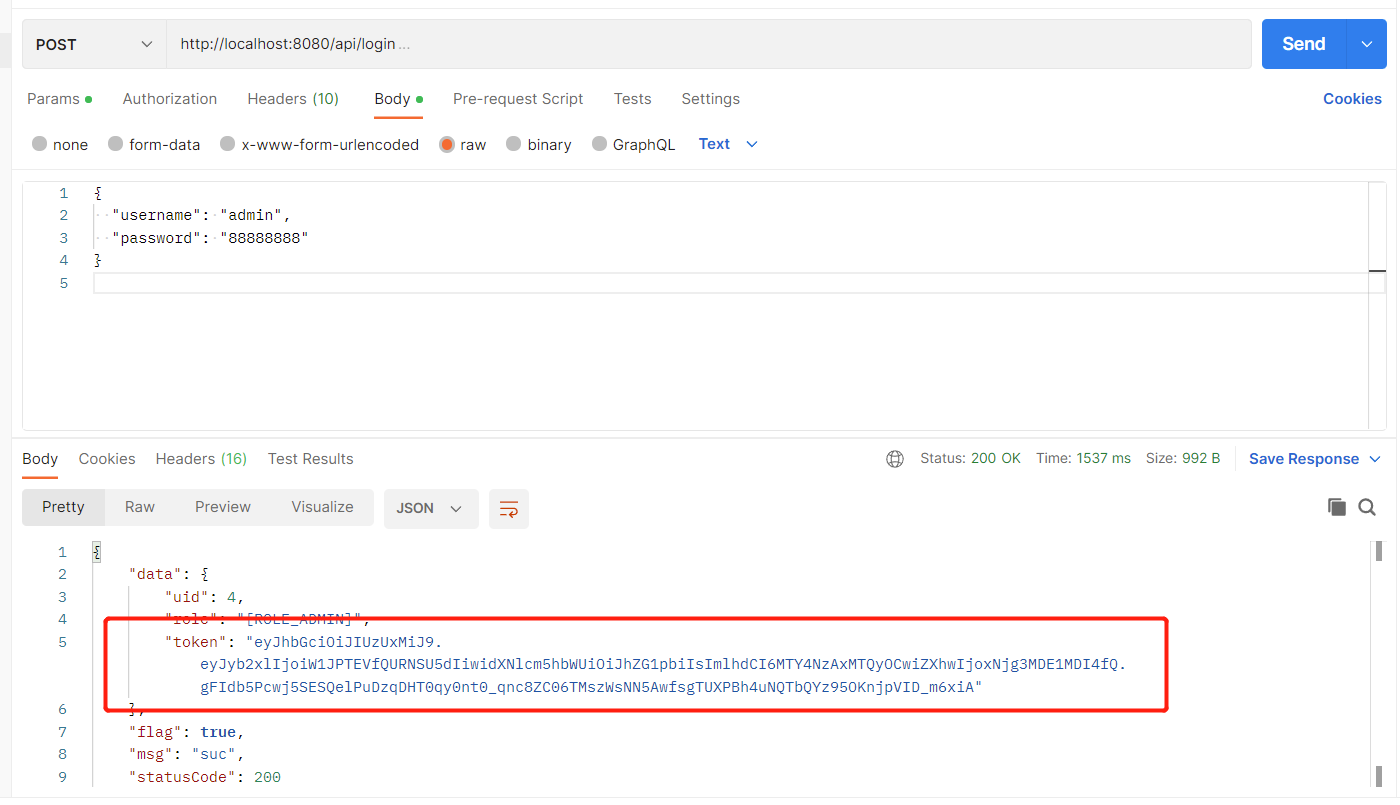 POST http://localhost:8080/api/login ... Send
Params Authorization Headers (10) Body Pre-request Script Tests Settings Cookies
none form-data x-www-form-urlencoded raw binary GraphQL Text
1 {
2 "username": "admin",
3 "password": "88888888"
4 }
5
Body Cookies Headers (16) Test Results Status: 200 OK Time: 1537 ms Size: 992 B Save Response
Pretty Raw Preview Visualize JSON
1 {
2 "data": {
3 "uid": 4,
4 "role": "[ROLE_ADMIN]",
5 "token": "eyJhbGciOiJIUzUxMiJ9.
eyJyb2xlIjoiW1JPTEVfQURNSU5dIiwidXNlcm5hbWUiOiJhZG1pbiIsImlhdCI6MTY4NzAxMTQyOCwiZXhwIjoxNjg3MDE1MDI4fQ.
gFIdb5Pcwj5SESQelPuDzqDHT0qy0nt0_qnc8ZC06TMszWsNN5AwfsgTUXPBh4uNQTbQYz95OKnjpVID_m6xiA"
6 },
7 "flag": true,
8 "msg": "suc",
9 "statusCode": 200